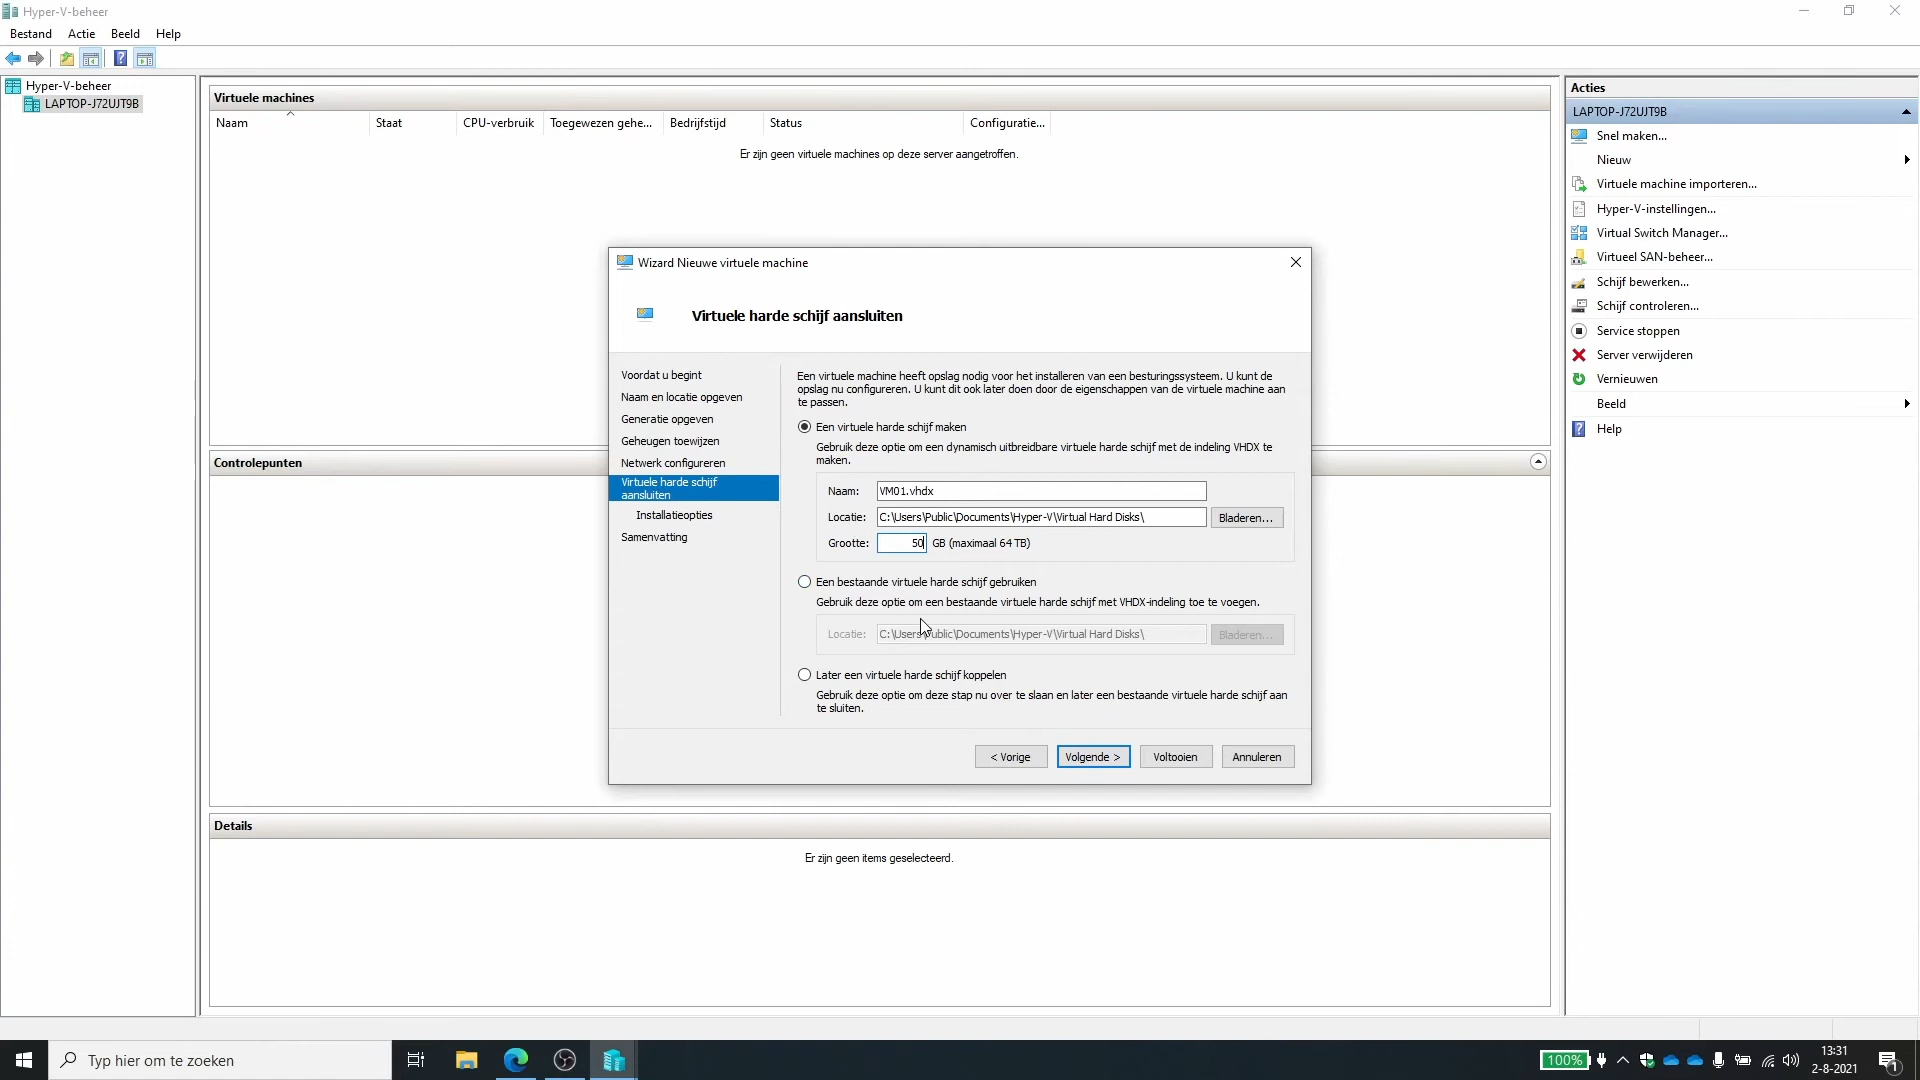 Hyper-V-beheer
Bestand Actie Beeld Help
Hyper-V-beheer
LAPTOP-J72UJT9B
Virtuele machines
Naam Staat CPU-verbruik Toegewezen gehe... Bedrijfstijd Status Configuratie...
Er zijn geen virtuele machines op deze server aangetroffen.
Controlepunten
Details
Er zijn geen items geselecteerd.
Wizard Nieuwe virtuele machine
Virtuele harde schijf aansluiten
Voordat u begint
Naam en locatie opgeven
Generatie opgeven
Geheugen toewijzen
Netwerk configureren
Virtuele harde schijf
aansluiten
Installatieopties
Samenvatting
Een virtuele machine heeft opslag nodig voor het installeren van een besturingssysteem. U kunt de
opslag nu configureren. U kunt dit ook later doen door de eigenschappen van de virtuele machine aan
te passen.
Een virtuele harde schijf maken
Gebruik deze optie om een dynamisch uitbreidbare virtuele harde schijf met de indeling VHDX te
maken.
Naam: VM01.vhdx
Locatie: C:\Users\Public\Documents\Hyper-V\Virtual Hard Disks\ Bladeren...
Grootte: 50 GB (maximaal 64 TB)
Een bestaande virtuele harde schijf gebruiken
Gebruik deze optie om een bestaande virtuele harde schijf met VHDX-indeling toe te voegen.
Locatie: C:\Users\Public\Documents\Hyper-V\Virtual Hard Disks\ Bladeren...
Later een virtuele harde schijf koppelen
Gebruik deze optie om deze stap nu over te slaan en later een bestaande virtuele harde schijf aan
te sluiten.
< Vorige Volgende > Voltooien Annuleren
Acties
LAPTOP-J72UJT9B
Snel maken...
Nieuw
Virtuele machine importeren...
Hyper-V-instellingen...
Virtual Switch Manager...
Virtueel SAN-beheer...
Schijf bewerken...
Schijf controleren...
Service stoppen
Server verwijderen
Vernieuwen
Beeld
Help
Typ hier om te zoeken
100%
13:31
2-8-2021
1